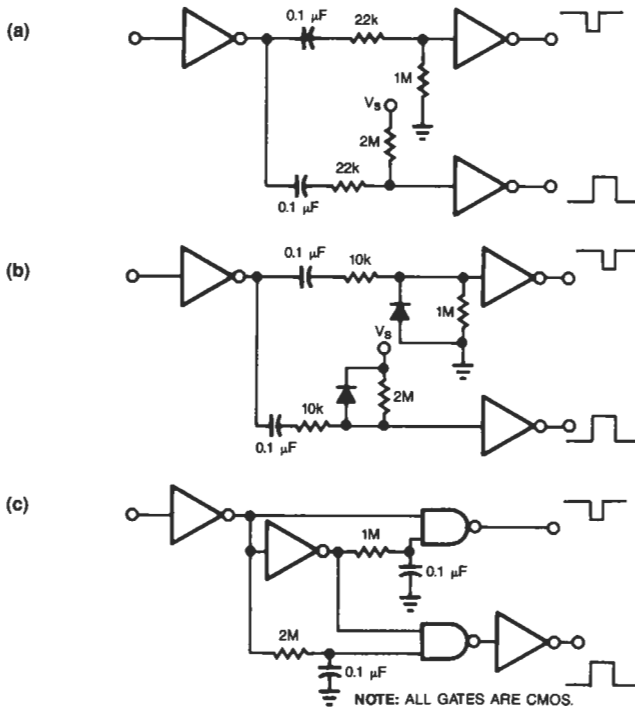 (a)
0.1 μF
22k
1M
Vs
2M
22k
0.1 μF
(b)
0.1 μF
10k
1M
Vs
2M
10k
0.1 μF
(c)
1M
0.1 μF
2M
0.1 μF
NOTE: ALL GATES ARE CMOS.